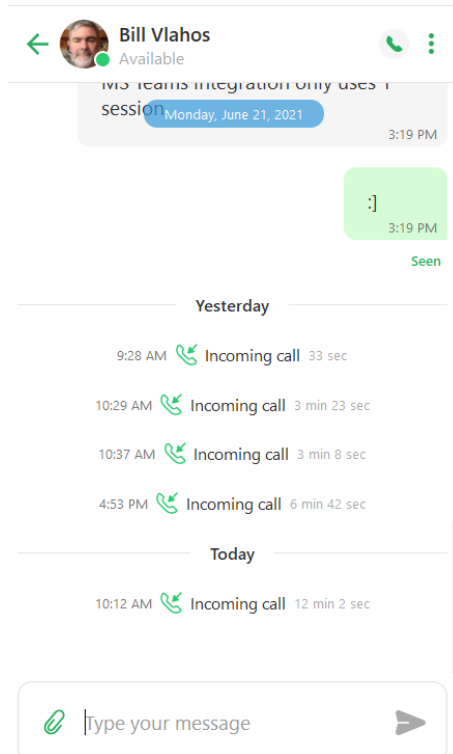 Bill Vlahos
Available
MS Teams integration only uses 1
session
Monday, June 21, 2021
3:19 PM
:]
3:19 PM
Seen
Yesterday
9:28 AM Incoming call 33 sec
10:29 AM Incoming call 3 min 23 sec
10:37 AM Incoming call 3 min 8 sec
4:53 PM Incoming call 6 min 42 sec
Today
10:12 AM Incoming call 12 min 2 sec
Type your message